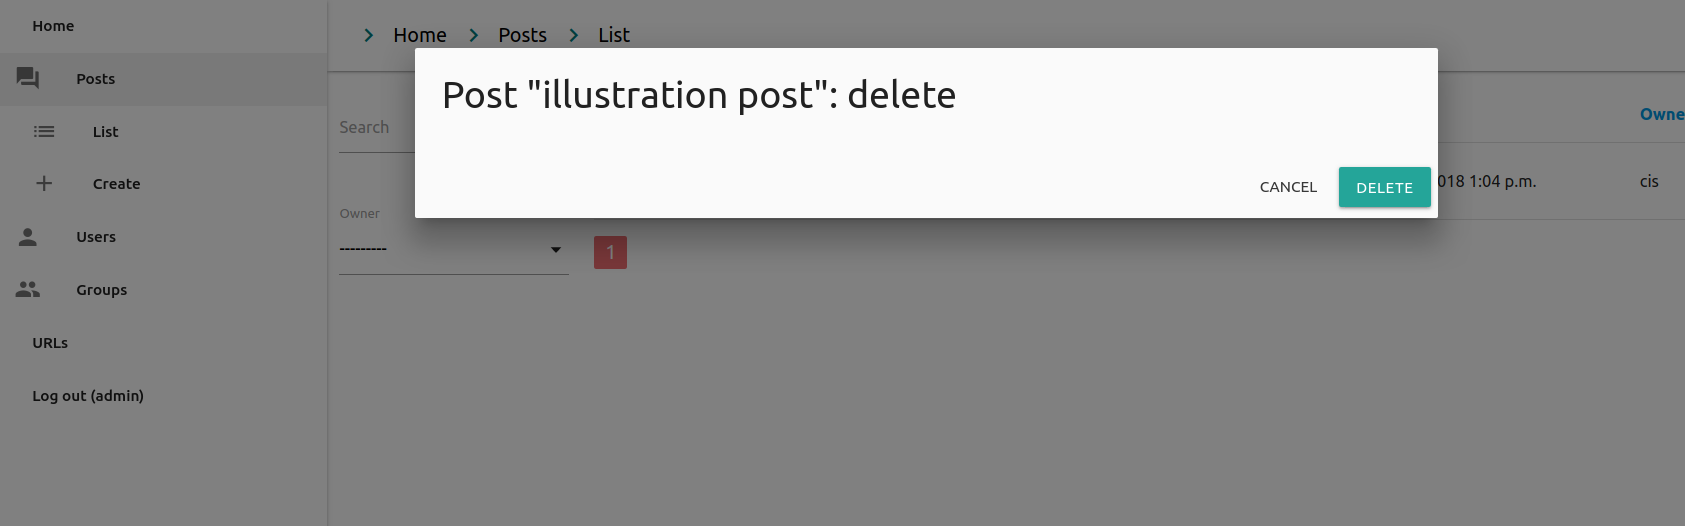 Home
Posts
List
Create
Users
Groups
URLs
Log out (admin)
Home Posts List
Post "illustration post": delete
CANCEL DELETE
Search
Owner
---------
1
018 1:04 p.m.
Owne
cis